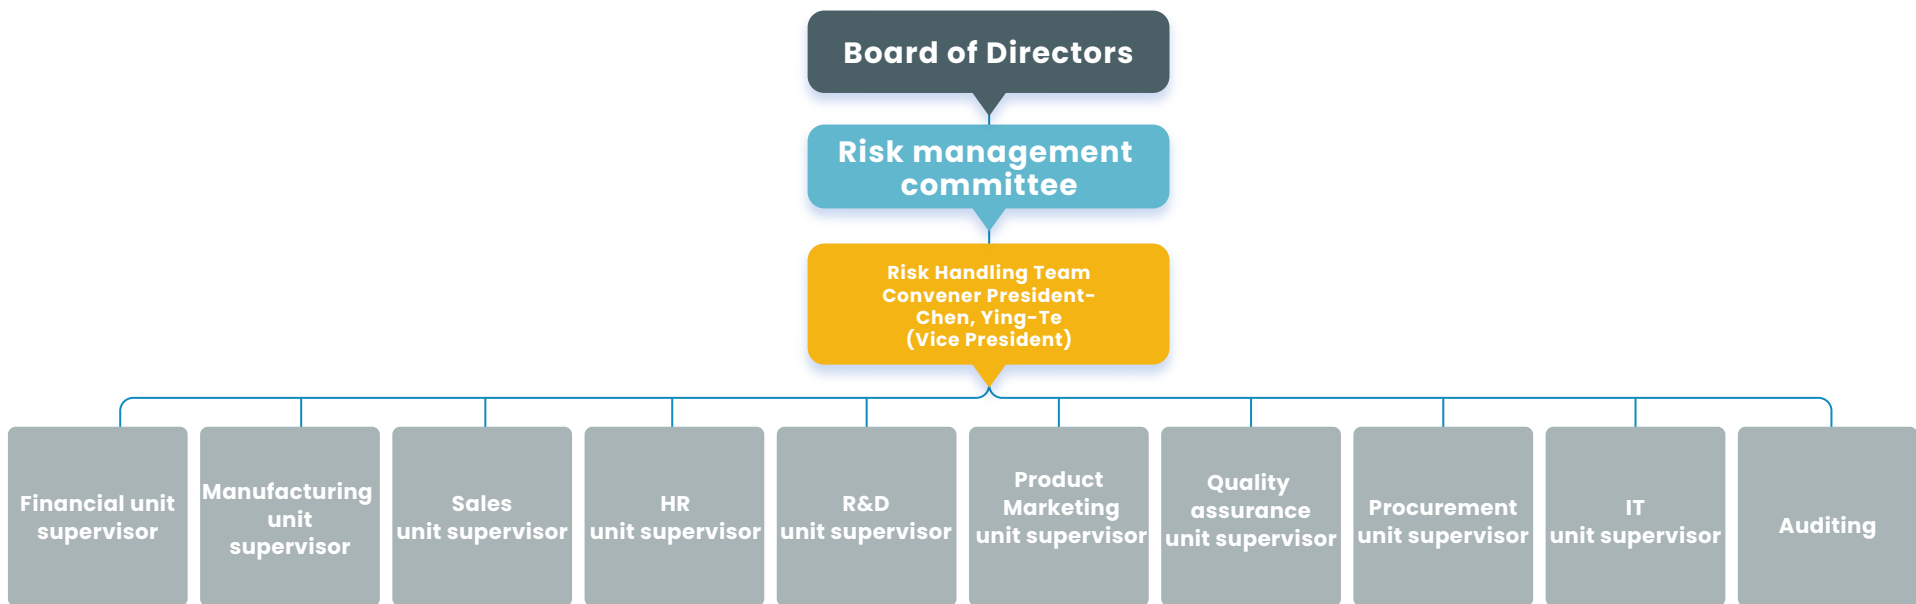 Board of Directors
Risk management
committee
Risk Handling Team
Convener President-
Chen, Ying-Te
(Vice President)
Financial unit
supervisor
Manufacturing
unit
supervisor
Sales
unit supervisor
HR
unit supervisor
R&D
unit supervisor
Product
Marketing
unit supervisor
Quality
assurance
unit supervisor
Procurement
unit supervisor
IT
unit supervisor
Auditing